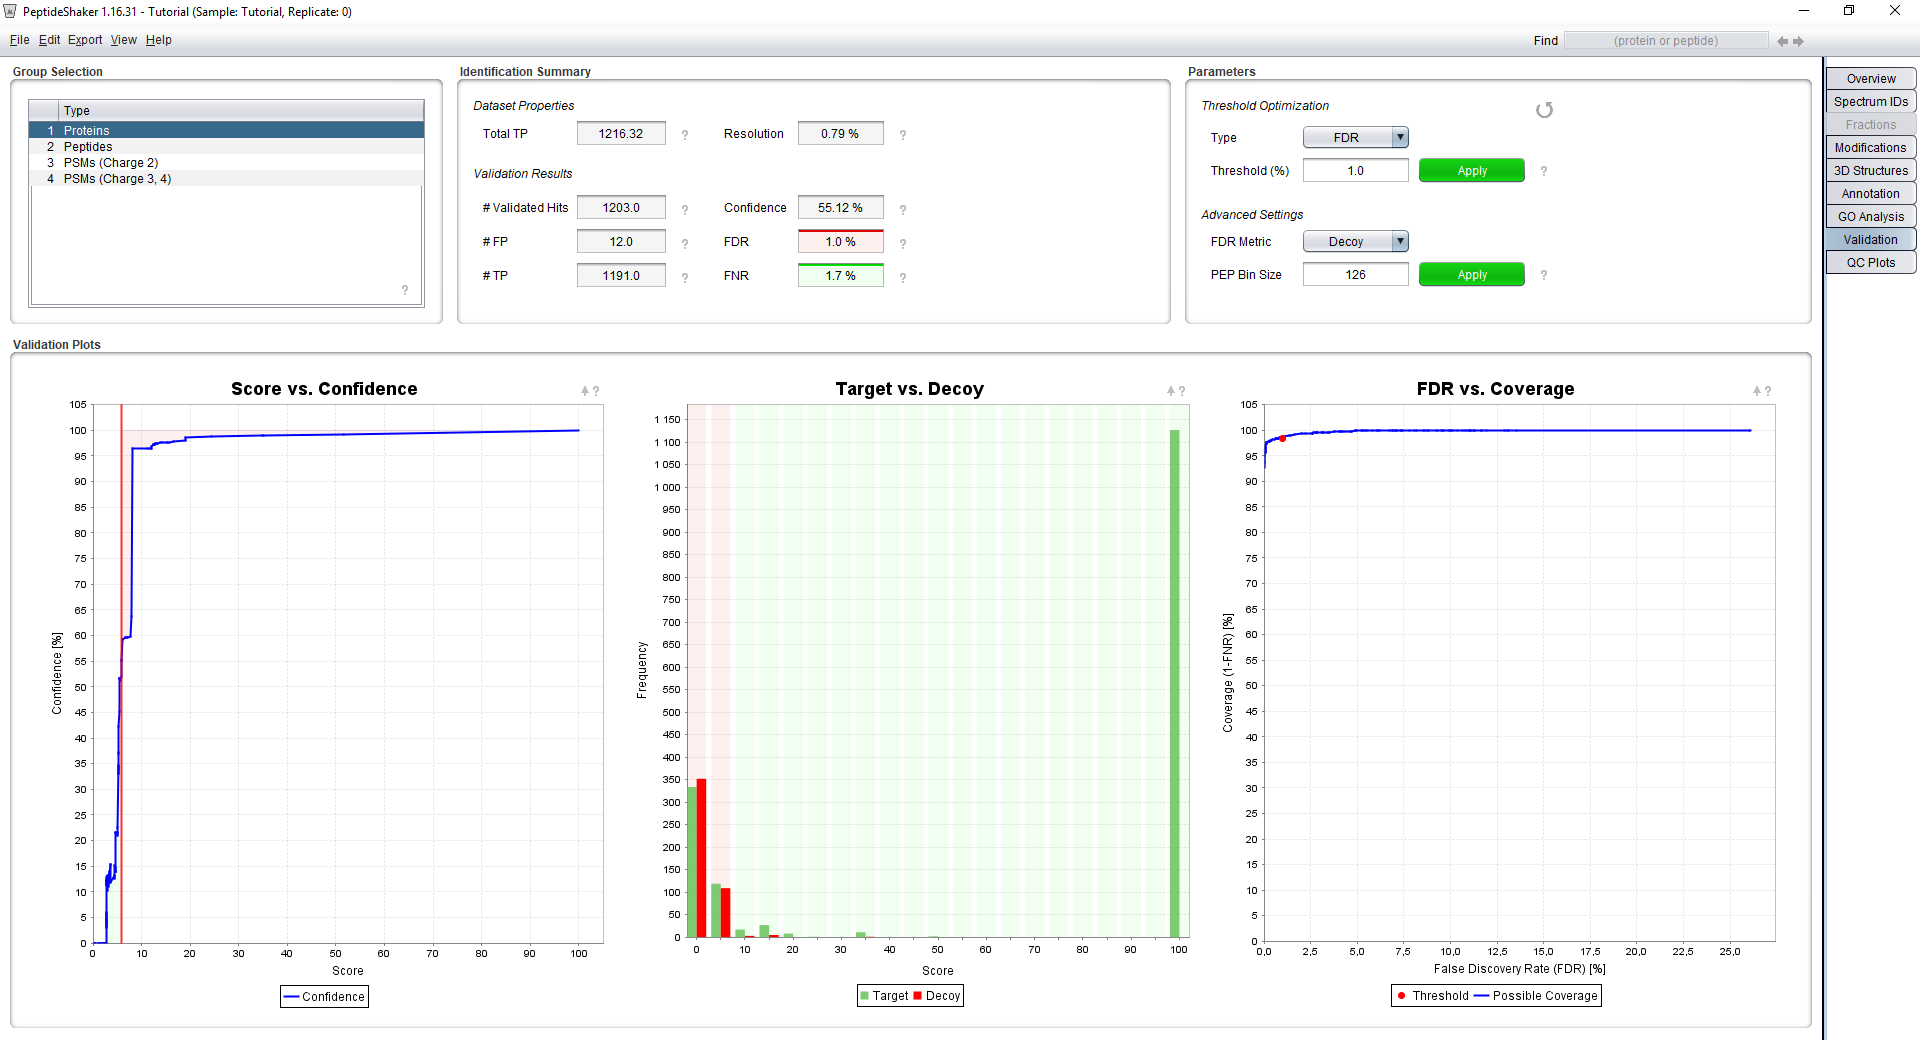 PeptideShaker 1.16.31 - Tutorial (Sample: Tutorial, Replicate: 0)
File Edit Export View Help
Find (protein or peptide)
Group Selection
Type
1 Proteins
2 Peptides
3 PSMs (Charge 2)
4 PSMs (Charge 3, 4)
?
Identification Summary
Dataset Properties
Total TP 1216.32 ? Resolution 0.79 % ?
Validation Results
# Validated Hits 1203.0 ? Confidence 55.12 % ?
# FP 12.0 ? FDR 1.0 % ?
# TP 1191.0 ? FNR 1.7 % ?
Parameters
Threshold Optimization
Type FDR
Threshold (%) 1.0 Apply ?
Advanced Settings
FDR Metric Decoy
PEP Bin Size 126 Apply ?
Overview
Spectrum IDs
Fractions
Modifications
3D Structures
Annotation
GO Analysis
Validation
QC Plots
Validation Plots
Score vs. Confidence
?
105
100
95
90
85
80
75
70
65
60
55
50
45
40
35
30
25
20
15
10
5
0
Confidence [%]
0 10 20 30 40 50 60 70 80 90 100
Score
Confidence
Target vs. Decoy
?
1 150
1 100
1 050
1 000
950
900
850
800
750
700
650
600
550
500
450
400
350
300
250
200
150
100
50
0
Frequency
0 10 20 30 40 50 60 70 80 90 100
Score
Target Decoy
FDR vs. Coverage
?
105
100
95
90
85
80
75
70
65
60
55
50
45
40
35
30
25
20
15
10
5
0
Coverage (1-FNR) [%]
0,0 2,5 5,0 7,5 10,0 12,5 15,0 17,5 20,0 22,5 25,0
False Discovery Rate (FDR) [%]
Threshold Possible Coverage